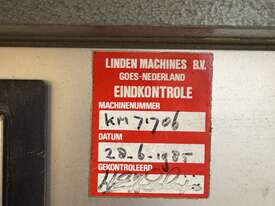 LINDEN MACHINES B.V.
GOES-NEDERLAND
EINDKONTROLE
MACHINENUMMER
KM 71706
DATUM
28-6-1985
GEKONTROLEERD